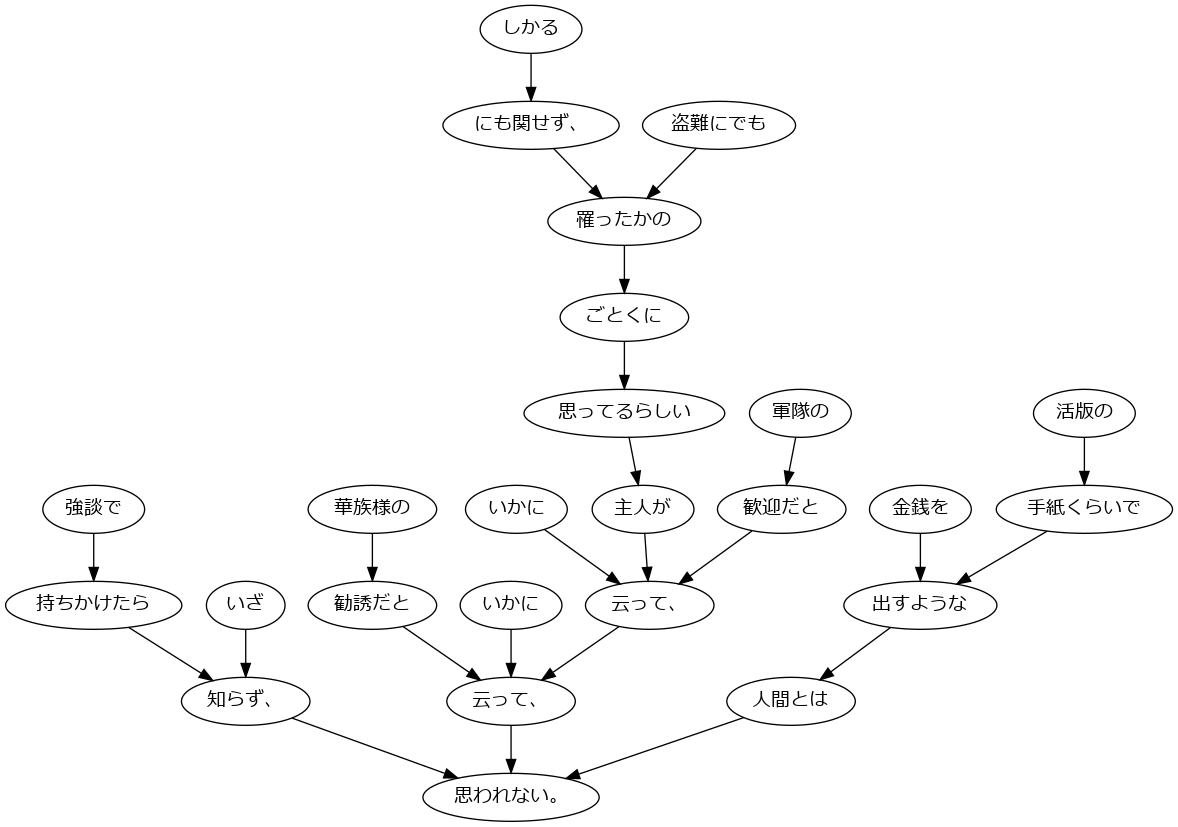 しかる
にも関せず、
盗難にでも
罹ったかの
ごとくに
思ってるらしい
軍隊の
活版の
強談で
華族様の
いかに
主人が
歓迎だと
金銭を
手紙くらいで
持ちかけたら
いざ
勧誘だと
いかに
云って、
出すような
知らず、
云って、
人間とは
思われない。